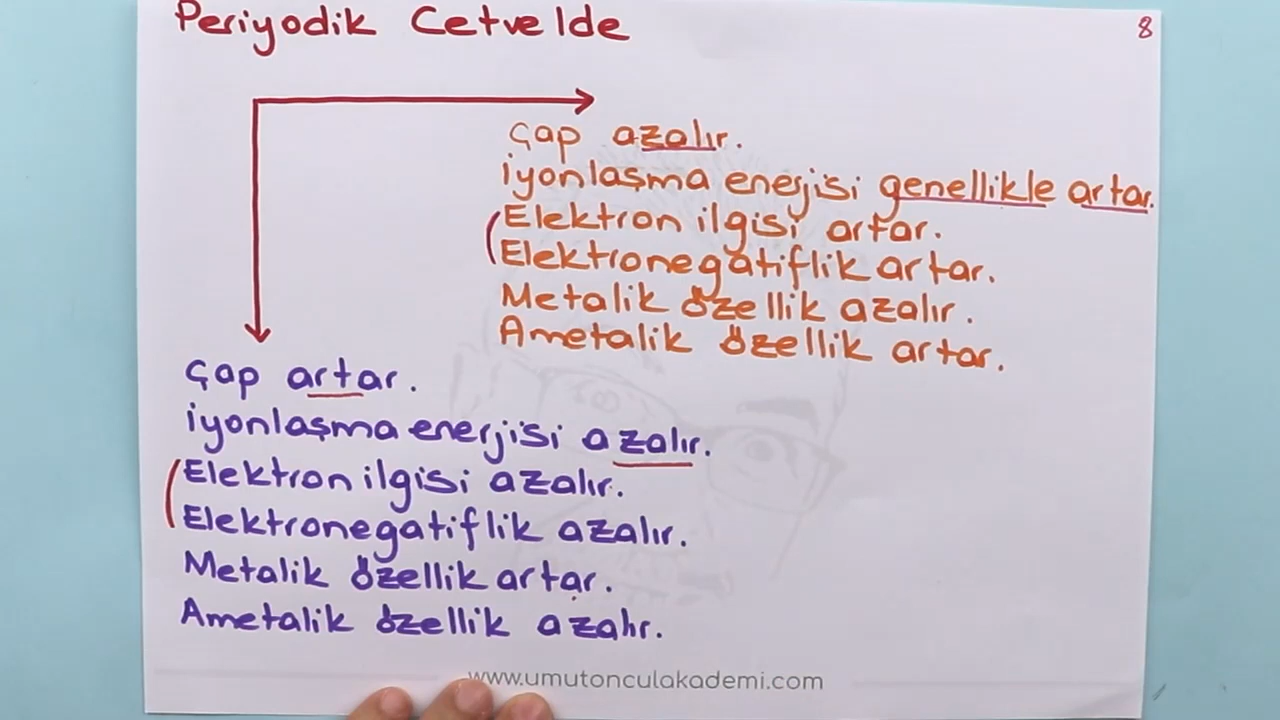 Periyodik Cetvelde
8
Çap azalır.
İyonlaşma enerjisi genellikle artar.
Elektron ilgisi artar.
Elektronegatiflik artar.
Metalik özellik azalır.
Ametalik özellik artar.
Çap artar.
İyonlaşma enerjisi azalır.
Elektron ilgisi azalır.
Elektronegatiflik azalır.
Metalik özellik artar.
Ametalik özellik azalır.
www.umutonculakademi.com